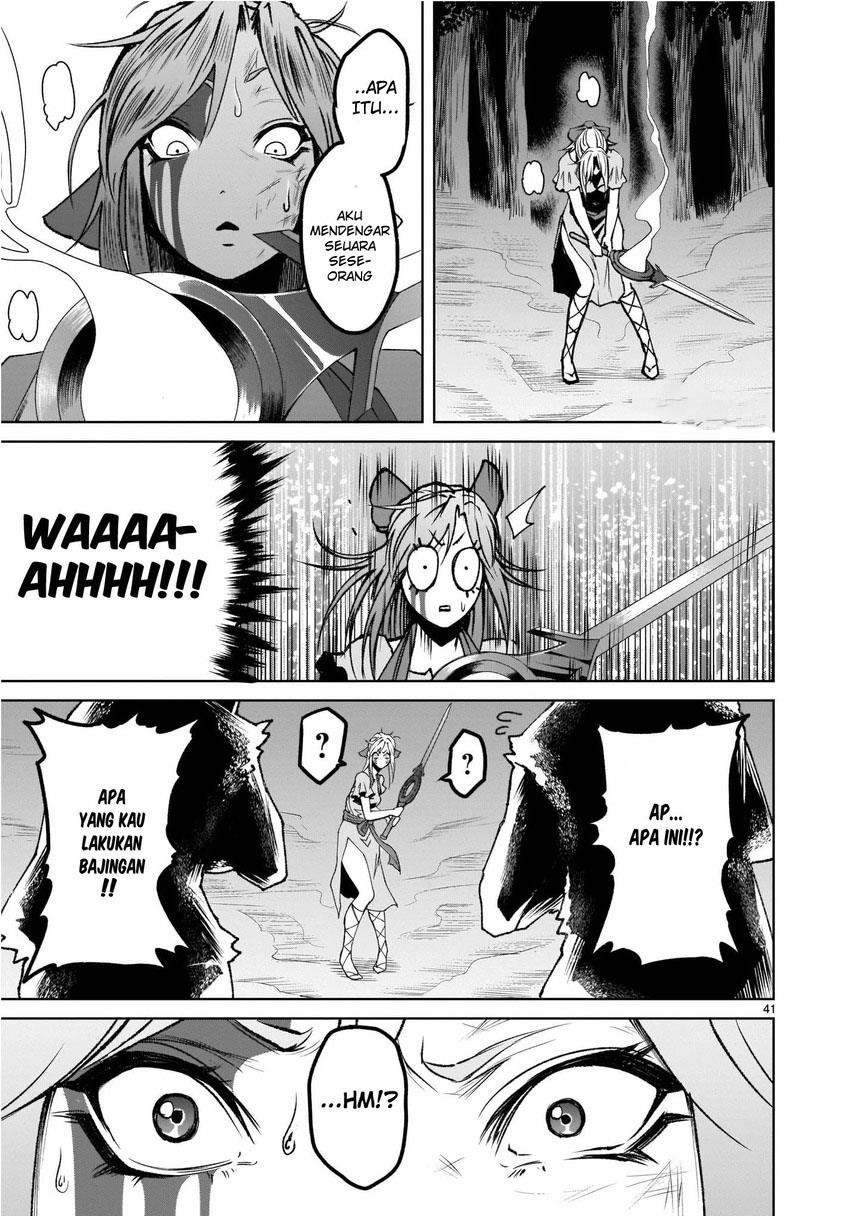 ..APA
ITU...
AKU
MENDENGAR
SEUARA
SESE-
ORANG
WAAAA-
AHHHH!!!
AP...
APA INI!!?
?
?
APA
YANG KAU
LAKUKAN
BAJINGAN
!!
41
...HM!?